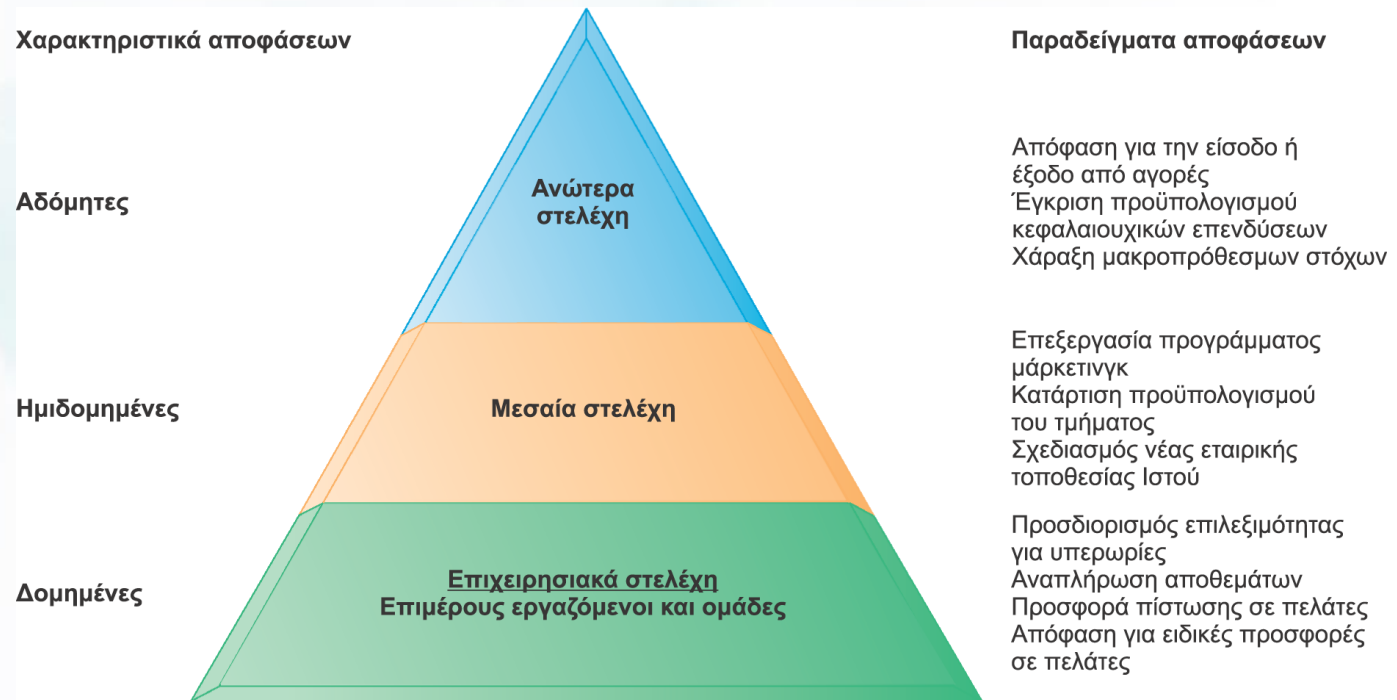 Χαρακτηριστικά αποφάσεων
Παραδείγματα αποφάσεων
Αδόμητες
Ανώτερα
στελέχη
Απόφαση για την είσοδο ή
έξοδο από αγορές
Έγκριση προϋπολογισμού
κεφαλαιουχικών επενδύσεων
Χάραξη μακροπρόθεσμων στόχων
Ημιδομημένες
Μεσαία στελέχη
Επεξεργασία προγράμματος
μάρκετινγκ
Κατάρτιση προϋπολογισμού
του τμήματος
Σχεδιασμός νέας εταιρικής
τοποθεσίας Ιστού
Δομημένες
Επιχειρησιακά στελέχη
Επιμέρους εργαζόμενοι και ομάδες
Προσδιορισμός επιλεξιμότητας
για υπερωρίες
Αναπλήρωση αποθεμάτων
Προσφορά πίστωσης σε πελάτες
Απόφαση για ειδικές προσφορές
σε πελάτες